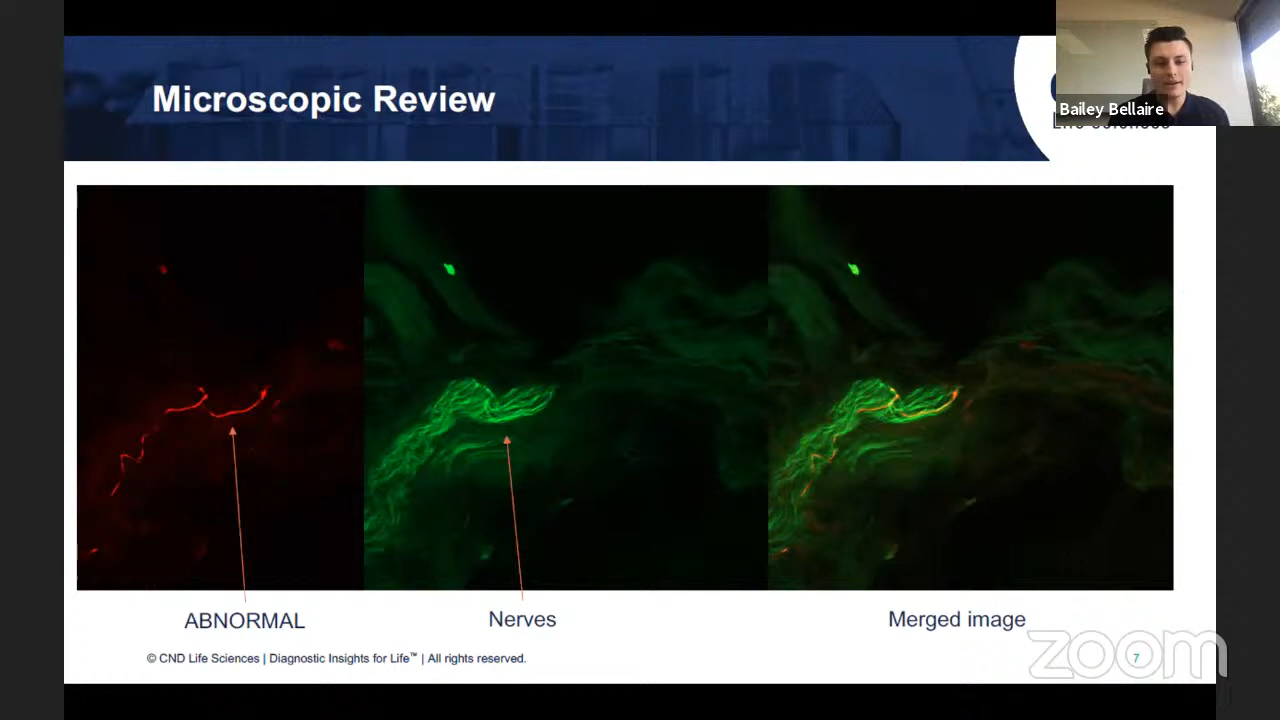 Microscopic Review
Bailey Bellaire
ABNORMAL
Nerves
Merged image
© CND Life Sciences | Diagnostic Insights for Life™ | All rights reserved.
7
zoom